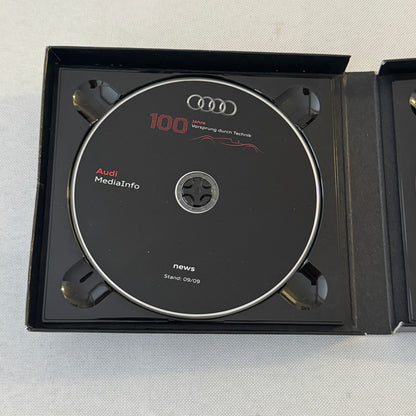 100
Jahre
Vorsprung durch Technik
Audi
MediaInfo
news
Stand: 09/09